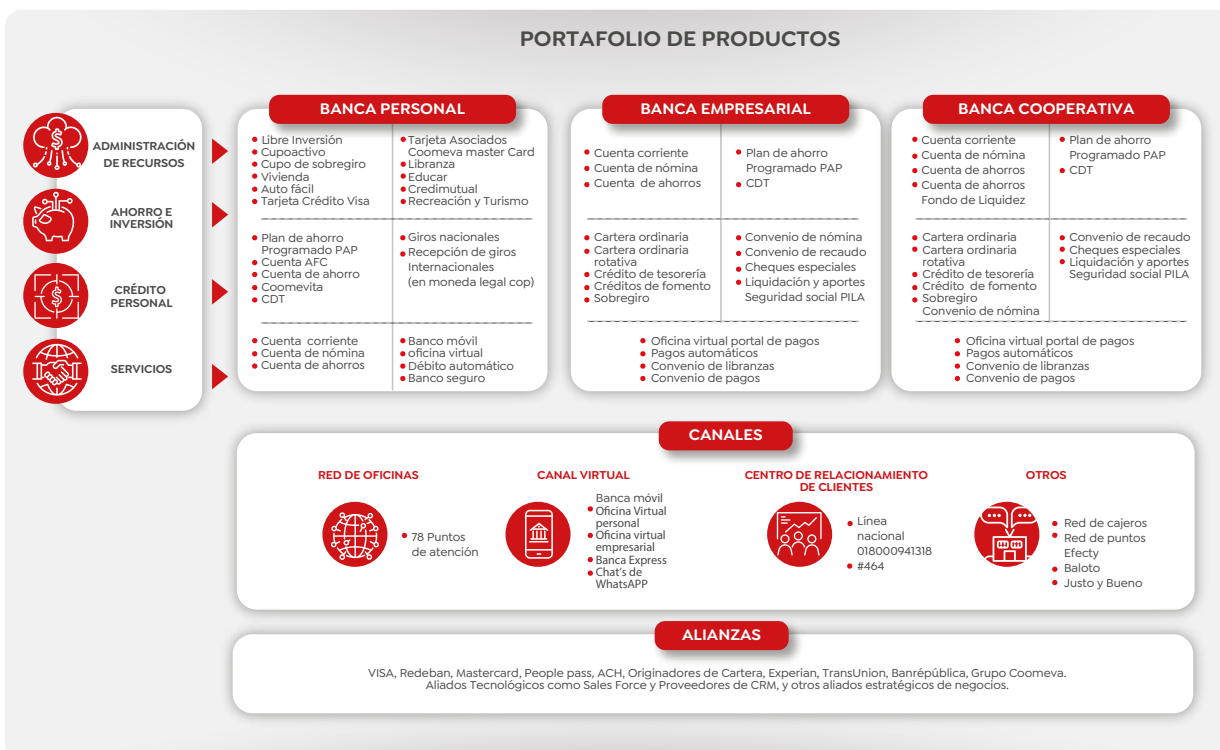 PORTAFOLIO DE PRODUCTOS
ADMINISTRACIÓN
DE RECURSOS
AHORRO E
INVERSIÓN
CRÉDITO
PERSONAL
SERVICIOS
BANCA PERSONAL
Libre Inversión
Cupoactivo
Cupo de sobregiro
Vivienda
Auto fácil
Tarjeta Crédito Visa
Tarjeta Asociados
Coomeva master Card
Libranza
Educar
Credimutual
Recreación y Turismo
Plan de ahorro
Programado PAP
Cuenta AFC
Cuenta de ahorro
Coomevita
CDT
Giros nacionales
Recepción de giros
Internacionales
(en moneda legal cop)
Cuenta corriente
Cuenta de nómina
Cuenta de ahorros
Banco móvil
oficina virtual
Débito automático
Banco seguro
BANCA EMPRESARIAL
Cuenta corriente
Cuenta de nómina
Cuenta de ahorros
Plan de ahorro
Programado PAP
CDT
Cartera ordinaria
Cartera ordinaria
rotativa
Crédito de tesorería
Créditos de fomento
Sobregiro
Convenio de nómina
Convenio de recaudo
Cheques especiales
Liquidación y aportes
Seguridad social PILA
Oficina virtual portal de pagos
Pagos automáticos
Convenio de libranzas
Convenio de pagos
BANCA COOPERATIVA
Cuenta corriente
Cuenta de nómina
Cuenta de ahorros
Cuenta de ahorros
Fondo de Liquidez
Plan de ahorro
Programado PAP
CDT
Cartera ordinaria
Cartera ordinaria
rotativa
Crédito de tesorería
Crédito de fomento
Sobregiro
Convenio de nómina
Convenio de recaudo
Cheques especiales
Liquidación y aportes
Seguridad social PILA
Oficina virtual portal de pagos
Pagos automáticos
Convenio de libranzas
Convenio de pagos
CANALES
RED DE OFICINAS
78 Puntos
de atención
CANAL VIRTUAL
Banca móvil
Oficina Virtual
personal
Oficina virtual
empresarial
Banca Express
Chat's de
WhatsAPP
CENTRO DE RELACIONAMIENTO
DE CLIENTES
Línea
nacional
018000941318
#464
OTROS
Red de cajeros
Red de puntos
Efecty
Baloto
Justo y Bueno
ALIANZAS
VISA, Redeban, Mastercard, People pass, ACH, Originadores de Cartera, Experian, TransUnion, Banrépública, Grupo Coomeva.
Aliados Tecnológicos como Sales Force y Proveedores de CRM, y otros aliados estratégicos de negocios.